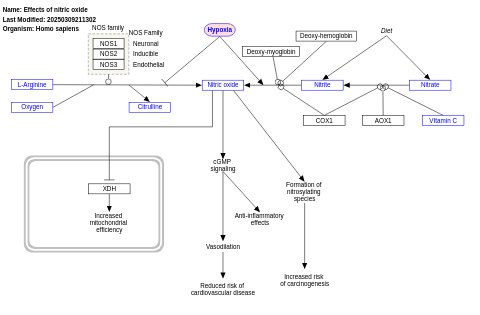 Name: Effects of nitric oxide
Last Modified: 20250309211302
Organism: Homo sapiens
NOS family
NOS Family
NOS1 Neuronal
NOS2 Inducible
NOS3 Endothelial
Hypoxia
Deoxy-hemoglobin
Deoxy-myoglobin
Diet
L-Arginine
Nitric oxide
Nitrite
Nitrate
Oxygen
Citrulline
COX1
AOX1
Vitamin C
cGMP
signaling
XDH
Formation of
nitrosylating
species
Increased
mitochondrial
efficiency
Anti-inflammatory
effects
Vasodilation
Reduced risk of
cardiovascular disease
Increased risk
of carcinogenesis